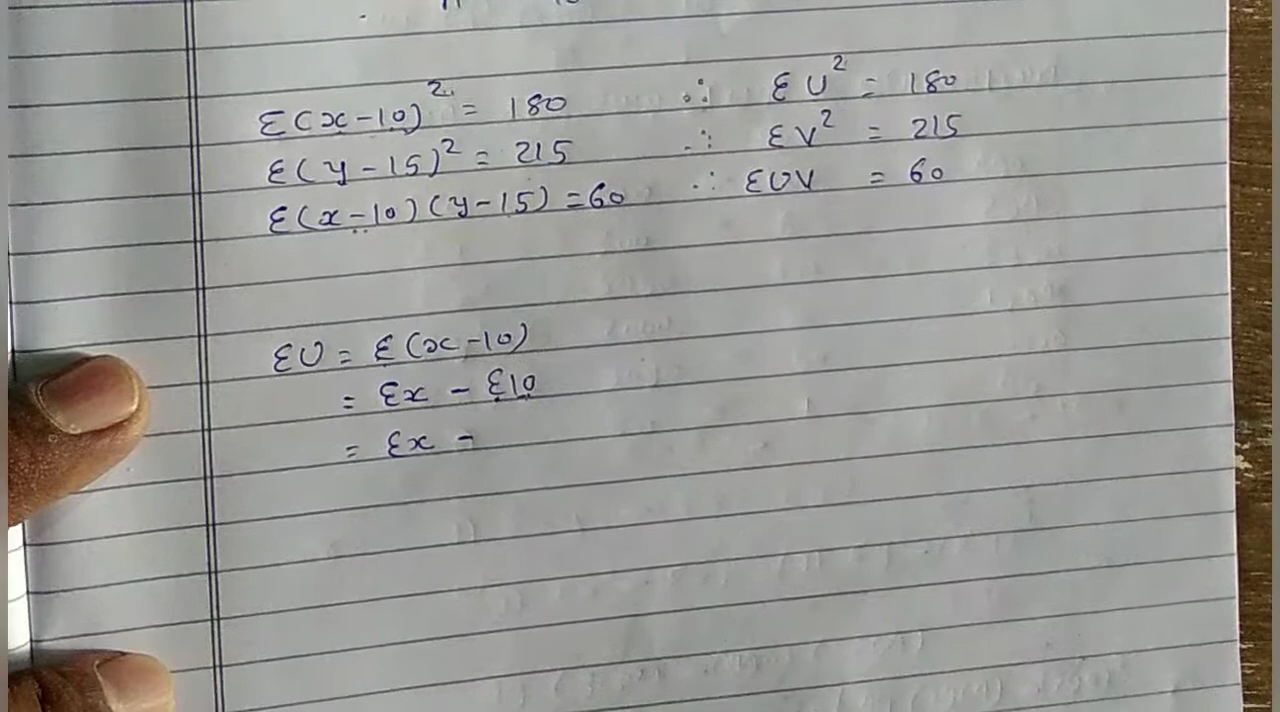 Σ(x-10)² = 180 ∴ ΣU² = 180
Σ(y-15)² = 215 ∴ ΣV² = 215
Σ(x-10)(y-15) = 60 ∴ ΣUV = 60
ΣU = Σ(x-10)
= Σx - Σ10
= Σx -